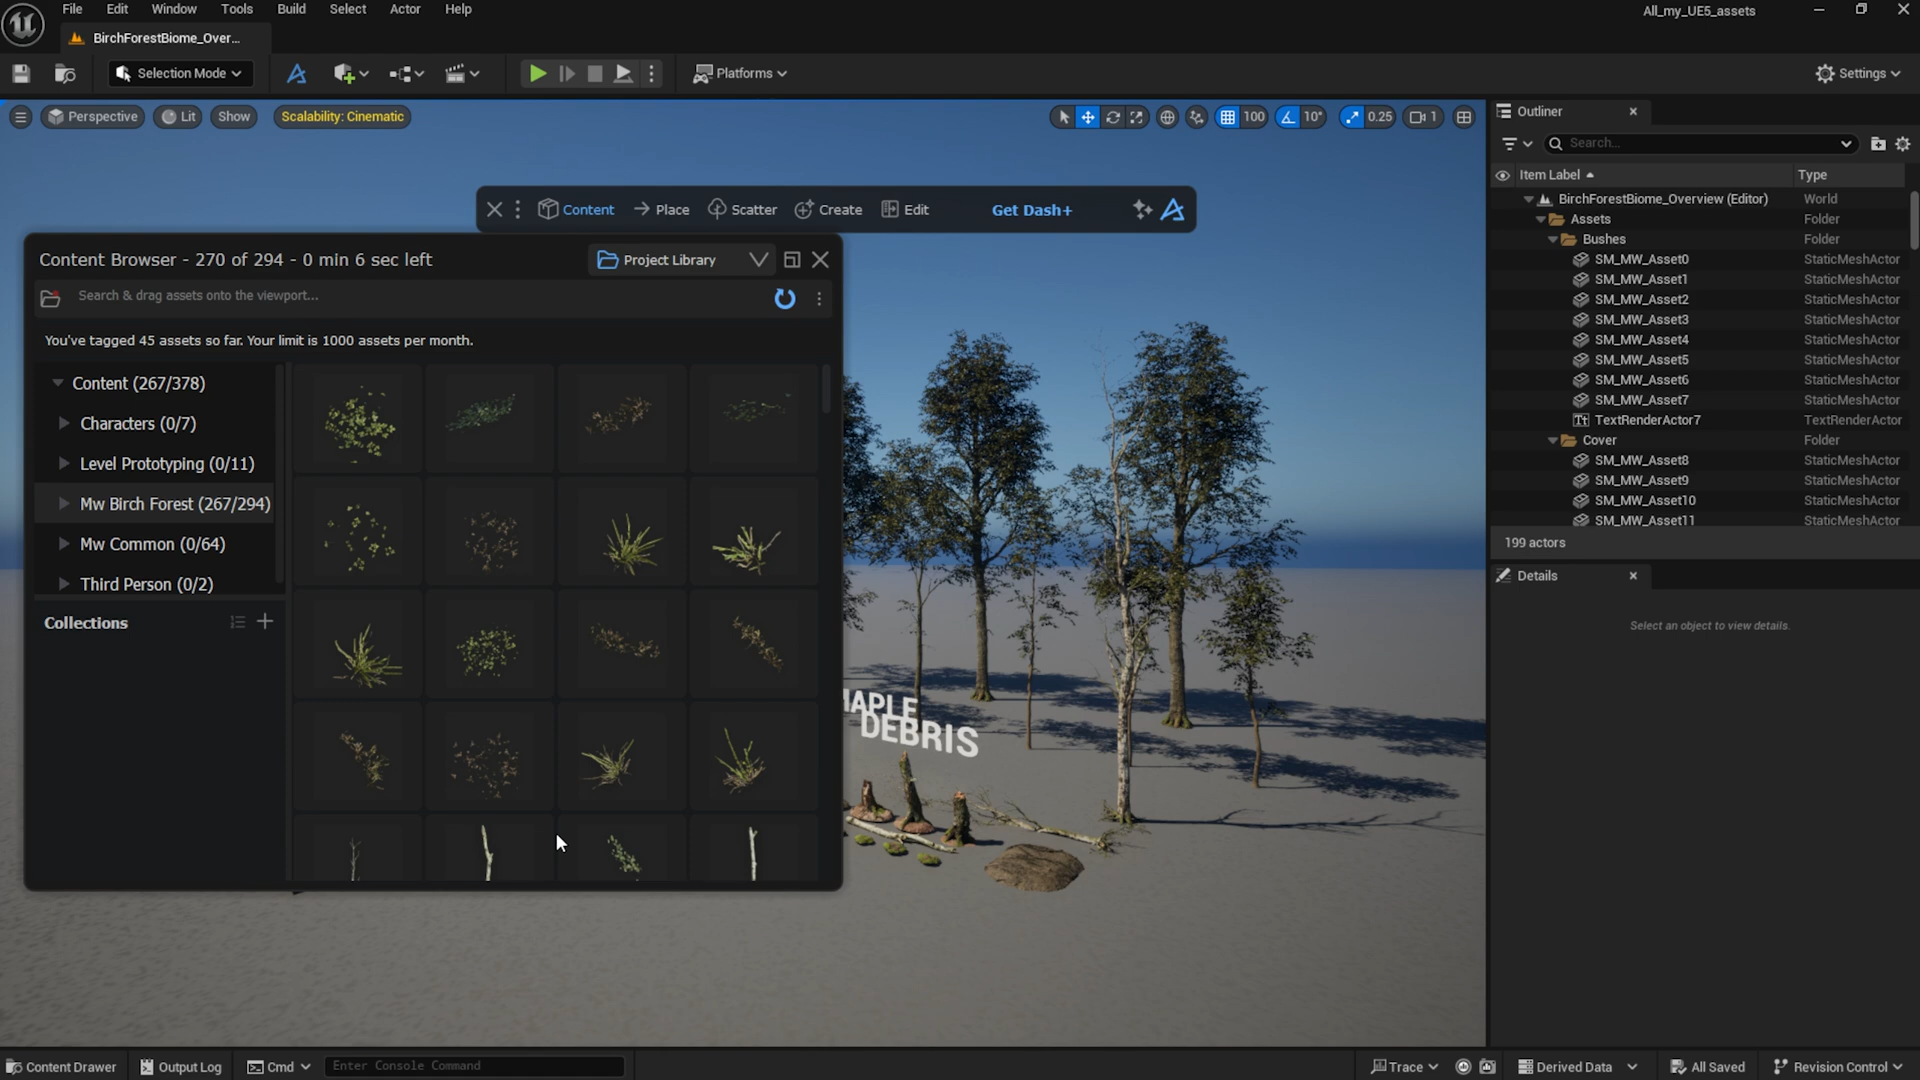 File Edit Window Tools Build Select Actor Help
All_my_UE5_assets
BirchForestBiome_Over...
Selection Mode
Platforms
Settings
Perspective Lit Show Scalability: Cinematic
100 10° 0.25 1
Outliner
Search...
Item Label Type
BirchForestBiome_Overview (Editor) World
Assets Folder
Bushes Folder
SM_MW_Asset0 StaticMeshActor
SM_MW_Asset1 StaticMeshActor
SM_MW_Asset2 StaticMeshActor
SM_MW_Asset3 StaticMeshActor
SM_MW_Asset4 StaticMeshActor
SM_MW_Asset5 StaticMeshActor
SM_MW_Asset6 StaticMeshActor
SM_MW_Asset7 StaticMeshActor
TextRenderActor7 TextRenderActor
Cover Folder
SM_MW_Asset8 StaticMeshActor
SM_MW_Asset9 StaticMeshActor
SM_MW_Asset10 StaticMeshActor
SM_MW_Asset11 StaticMeshActor
199 actors
Details
Select an object to view details.
Content Place Scatter Create Edit Get Dash+
Content Browser - 270 of 294 - 0 min 6 sec left
Project Library
Search & drag assets onto the viewport...
You've tagged 45 assets so far. Your limit is 1000 assets per month.
Content (267/378)
Characters (0/7)
Level Prototyping (0/11)
Mw Birch Forest (267/294)
Mw Common (0/64)
Third Person (0/2)
Collections
MAPLE
DEBRIS
Content Drawer Output Log Cmd Enter Console Command
Trace Derived Data All Saved Revision Control